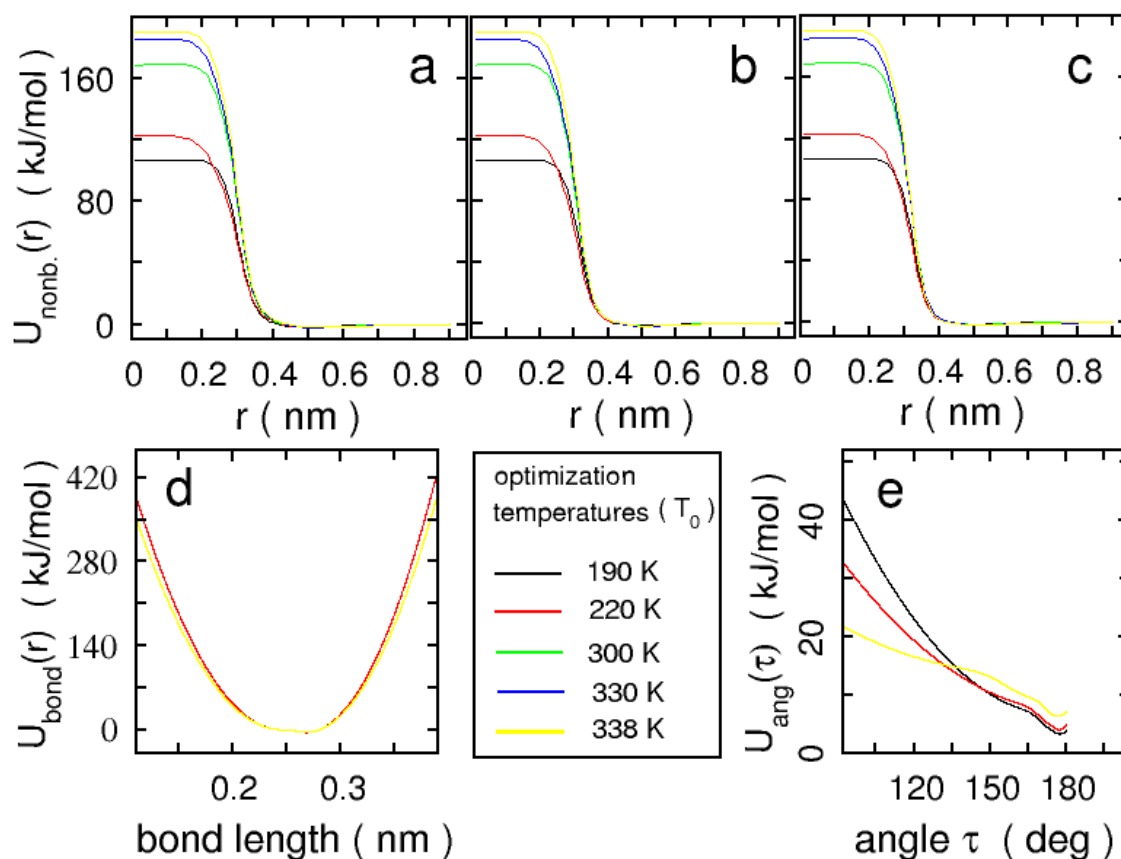 U_nonb.(r) ( kJ/mol )
160
80
0
a
b
c
0 0.2 0.4 0.6 0.8
0 0.2 0.4 0.6 0.8
0 0.2 0.4 0.6 0.8
r ( nm )
r ( nm )
r ( nm )
U_bond(r) ( kJ/mol )
420
280
140
0
d
0.2 0.3
bond length ( nm )
optimization
temperatures ( T_0 )
190 K
220 K
300 K
330 K
338 K
U_ang(τ) ( kJ/mol )
40
20
0
e
120 150 180
angle τ ( deg )